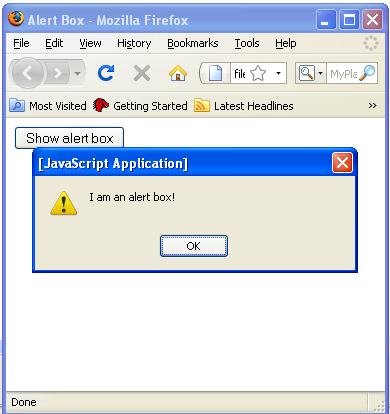 Alert Box - Mozilla Firefox
File Edit View History Bookmarks Tools Help
file MyPla
Most Visited Getting Started Latest Headlines »
Show alert box
[JavaScript Application]
I am an alert box!
OK
Done